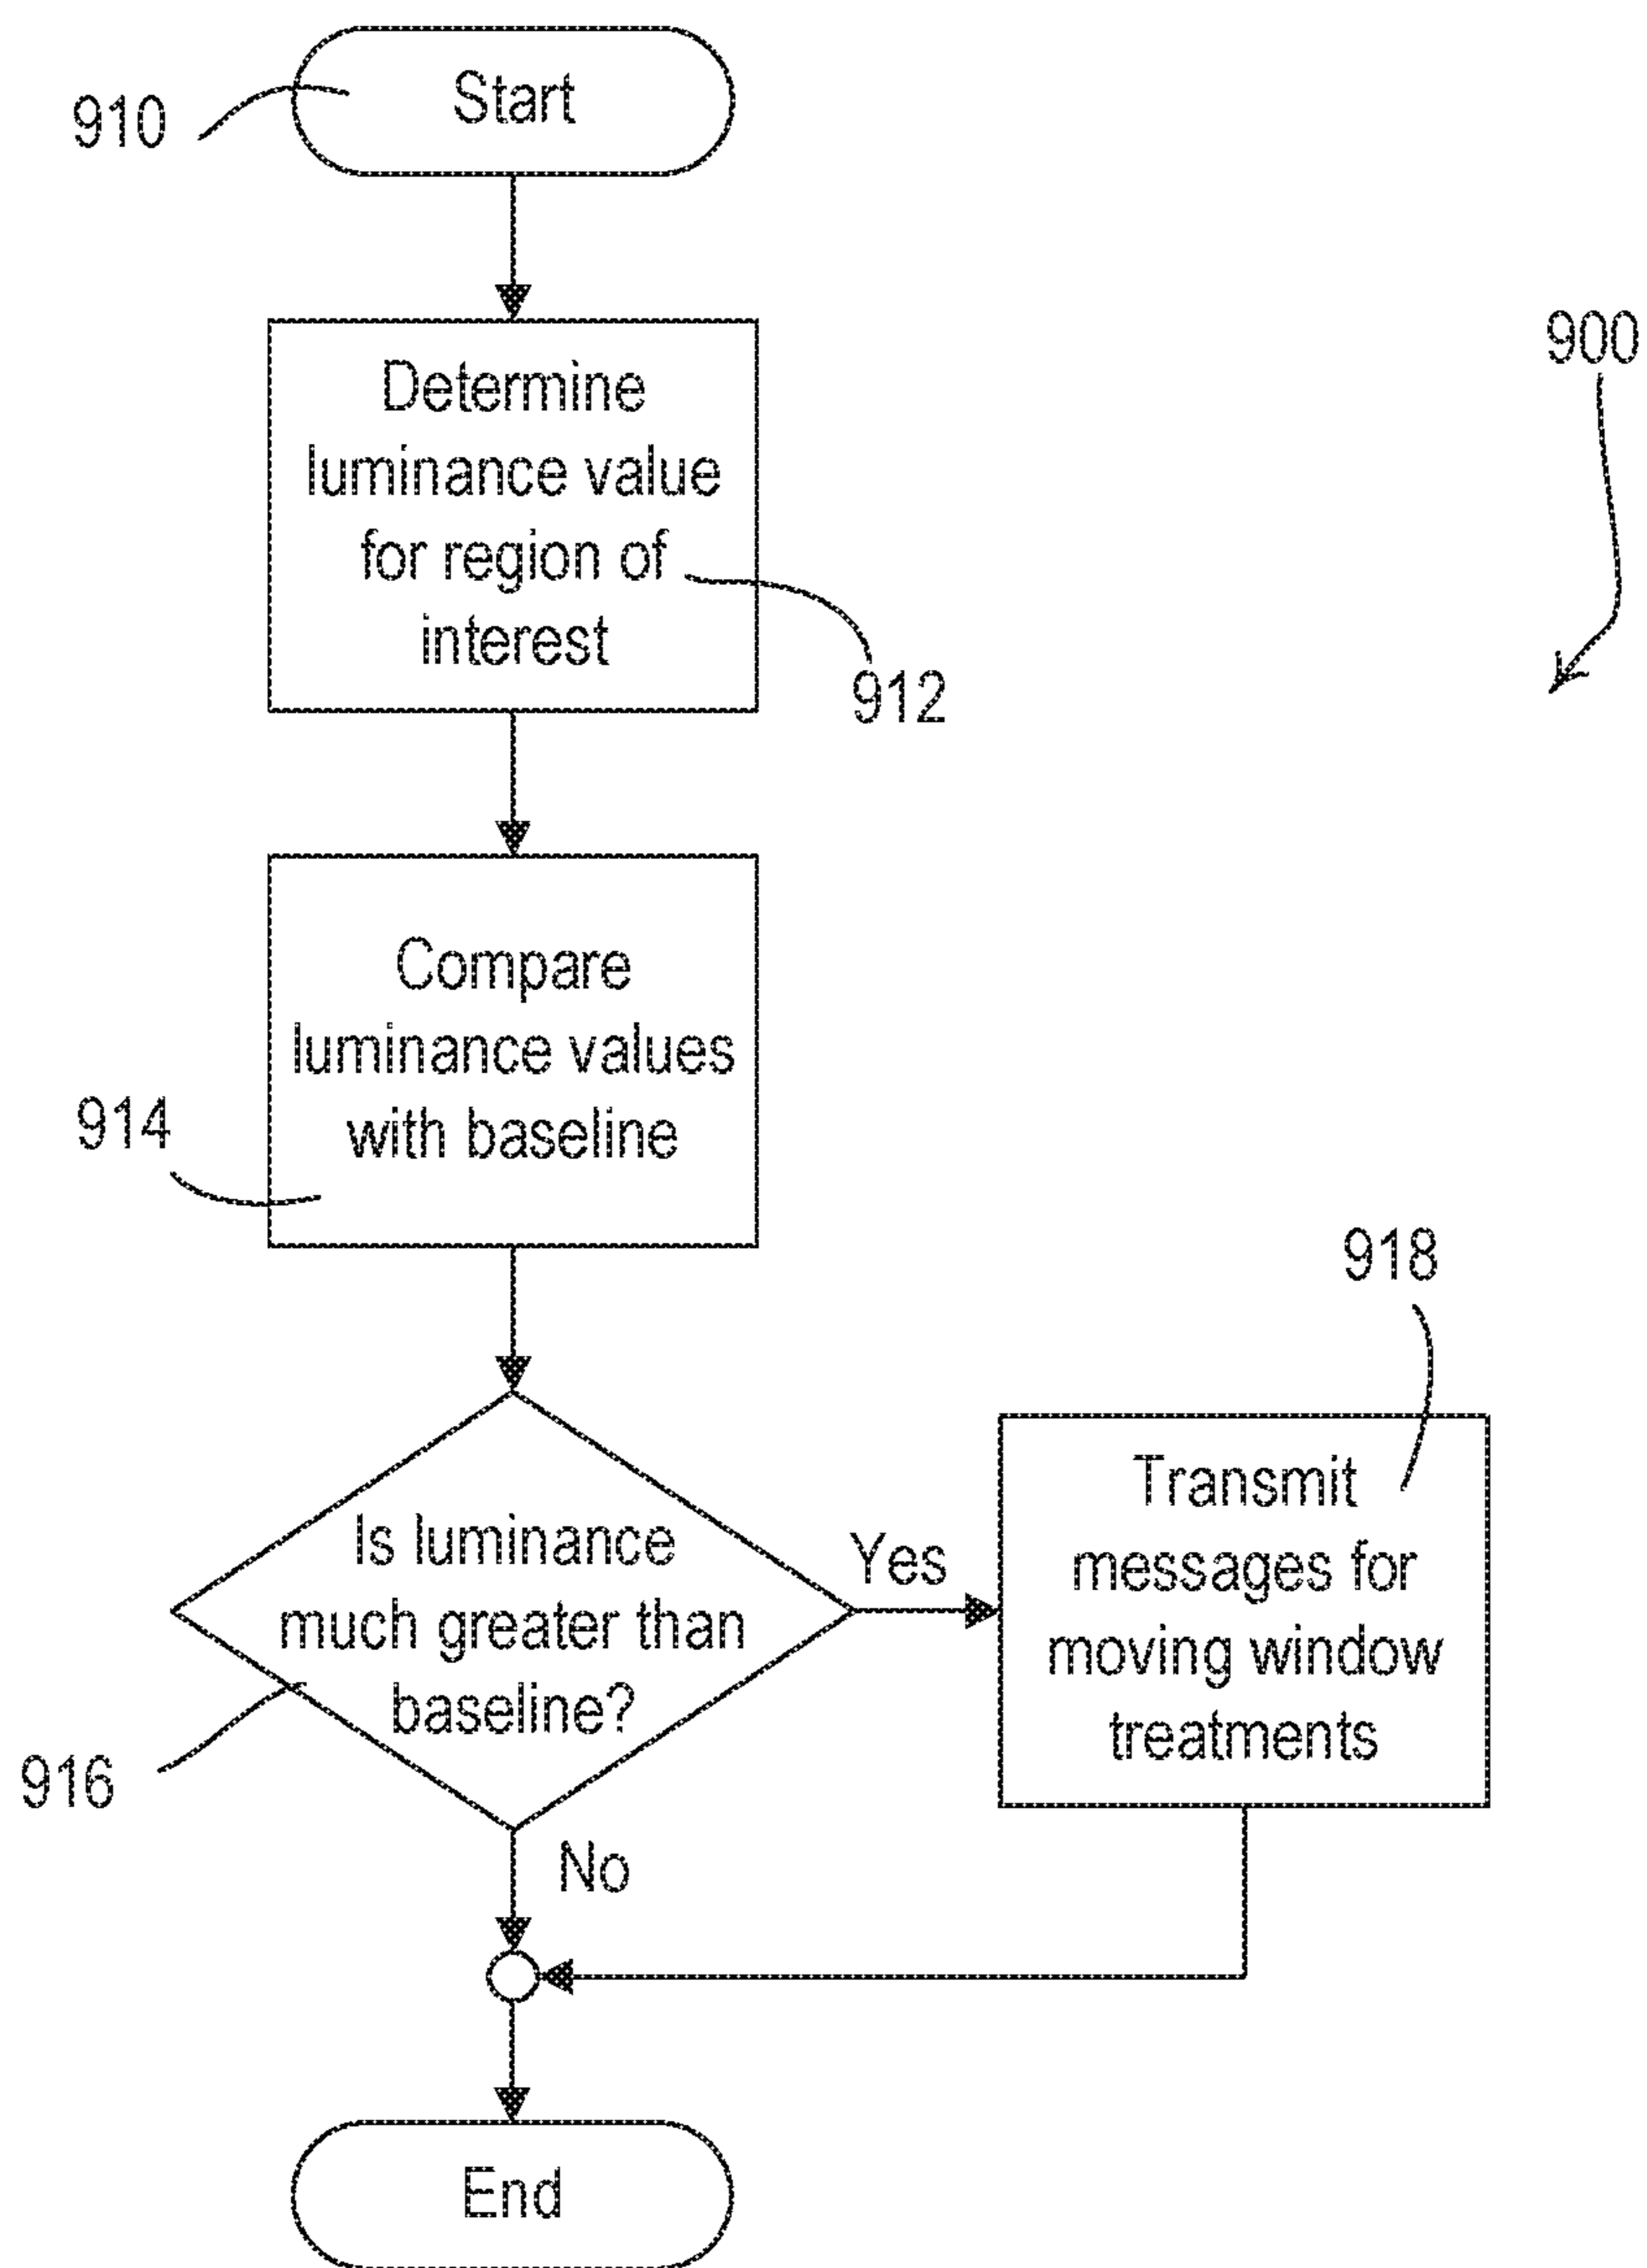 910
Start
900
Determine
luminance value
for region of
interest
912
Compare
luminance values
with baseline
914
918
Is luminance
much greater than
baseline?
916
Yes
Transmit
messages for
moving window
treatments
No
End